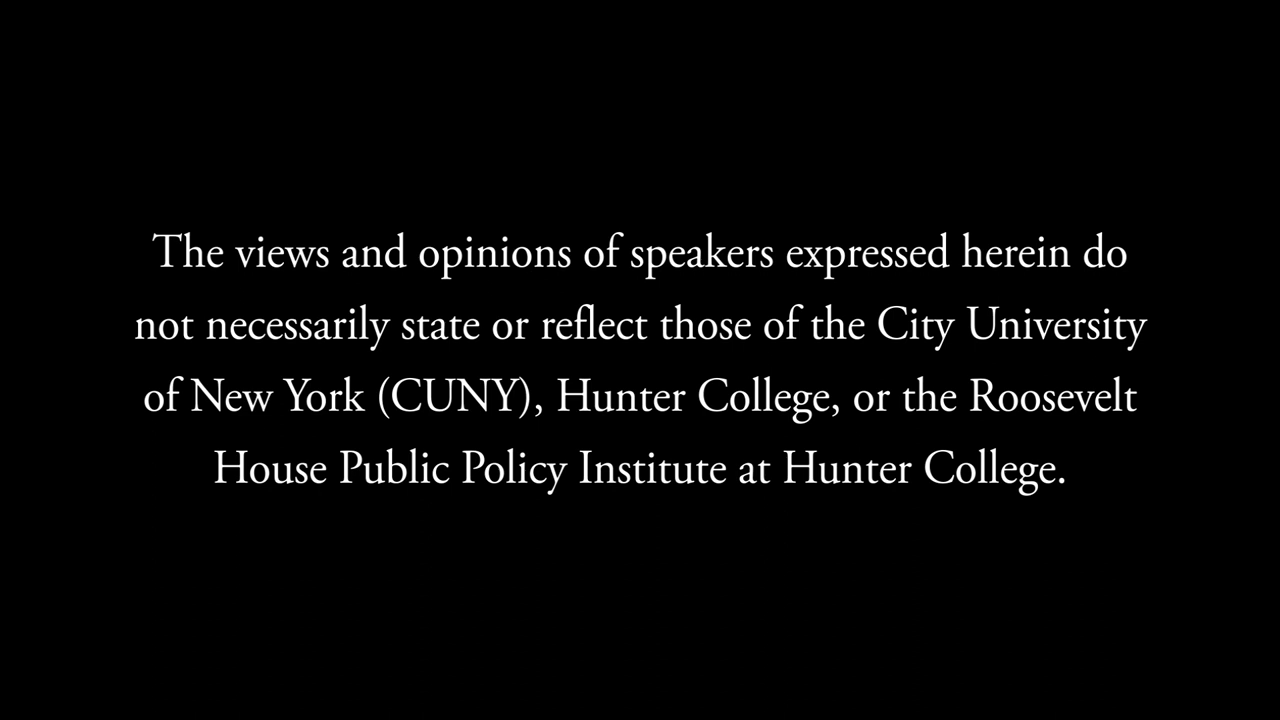 The views and opinions of speakers expressed herein do
not necessarily state or reflect those of the City University
of New York (CUNY), Hunter College, or the Roosevelt
House Public Policy Institute at Hunter College.